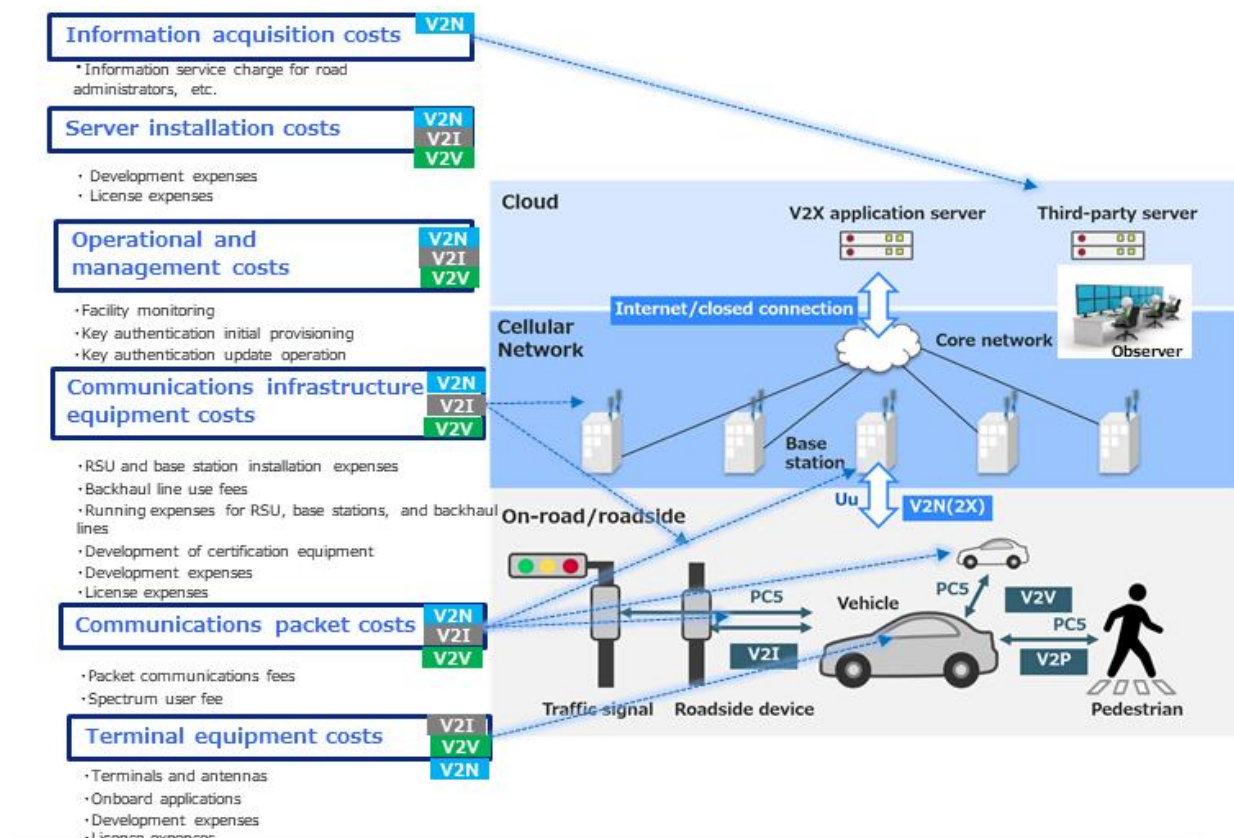 Information acquisition costs
V2N
・Information service charge for road
administrators, etc.
Server installation costs
V2N
V2I
V2V
・ Development expenses
・ License expenses
Operational and
management costs
V2N
V2I
V2V
・Facility monitoring
・Key authentication initial provisioning
・Key authentication update operation
Communications infrastructure
equipment costs
V2N
V2I
V2V
・RSU and base station installation expenses
・Backhaul line use fees
・Running expenses for RSU, base stations, and backhaul
lines
・Development of certification equipment
・Development expenses
・License expenses
Communications packet costs
V2N
V2I
V2V
・Packet communications fees
・Spectrum user fee
Terminal equipment costs
V2I
V2V
V2N
・Terminals and antennas
・Onboard applications
・Development expenses
・License expenses
Cloud
V2X application server
Third-party server
Internet/closed connection
Observer
Cellular
Network
Core network
Base
station
Uu
V2N(2X)
On-road/roadside
PC5
V2I
Vehicle
PC5
V2V
PC5
V2P
Traffic signal
Roadside device
Pedestrian